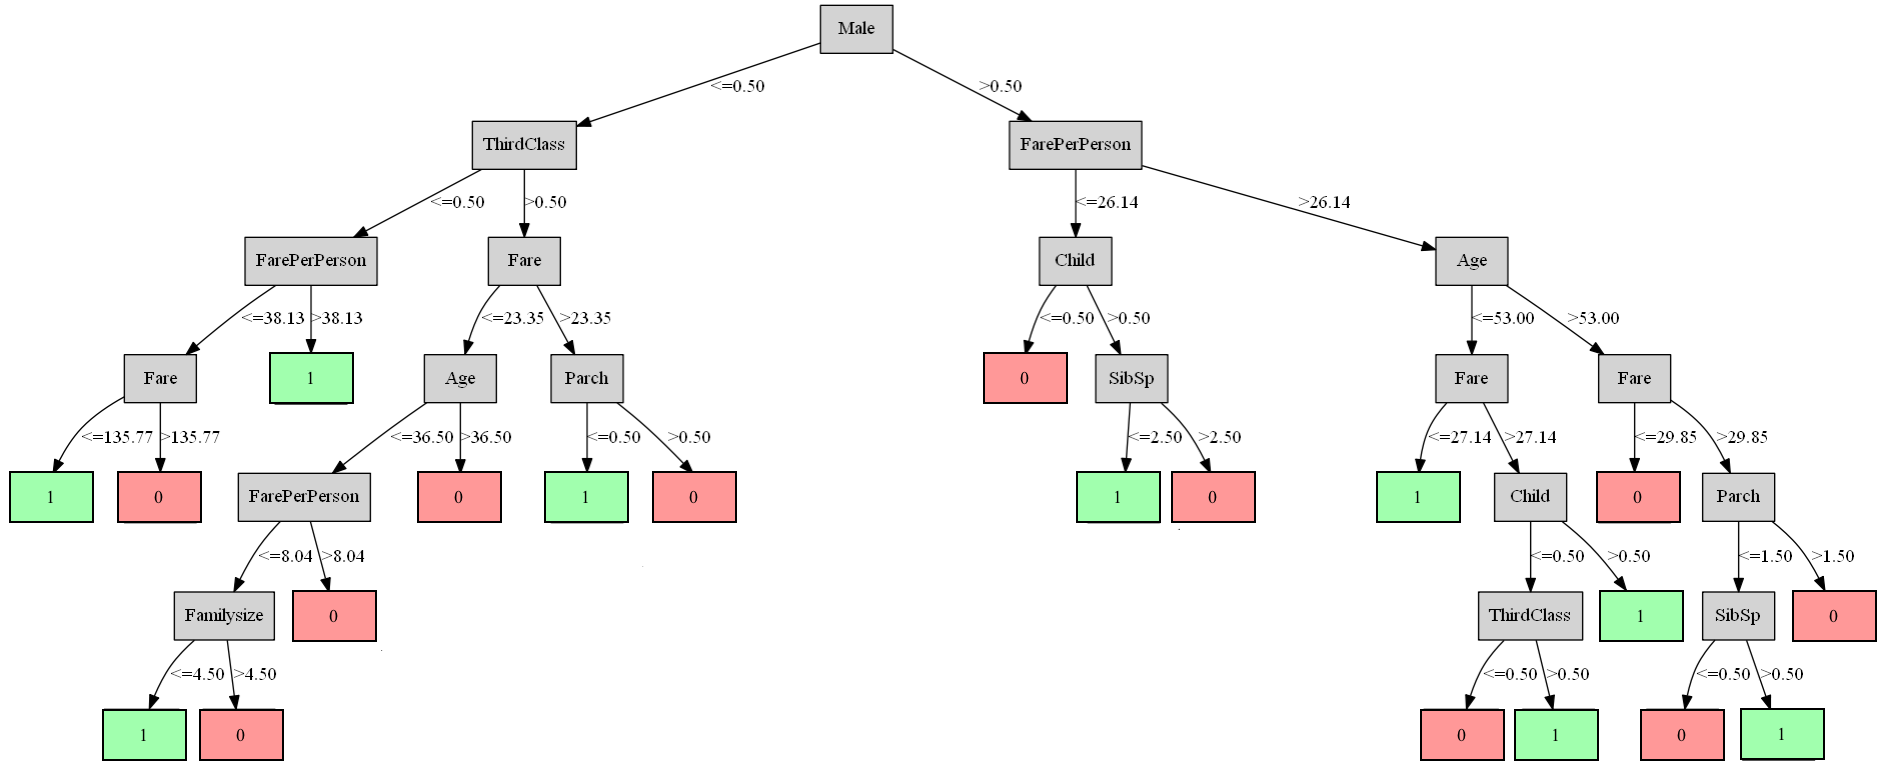 Male
<=0.50 >0.50
ThirdClass FarePerPerson
<=0.50 >0.50 <=26.14 >26.14
FarePerPerson Fare Child Age
<=38.13 >38.13 <=23.35 >23.35 <=0.50 >0.50 <=53.00 >53.00
Fare 1 Age Parch 0 SibSp Fare Fare
<=135.77 >135.77 <=36.50 >36.50 <=0.50 >0.50 <=2.50 >2.50 <=27.14 >27.14 <=29.85 >29.85
1 0 FarePerPerson 0 1 0 1 0 1 Child 0 Parch
<=8.04 >8.04 <=0.50 >0.50 <=1.50 >1.50
Familysize 0 ThirdClass 1 SibSp 0
<=4.50 >4.50 <=0.50 >0.50 <=0.50 >0.50
1 0 0 1 0 1